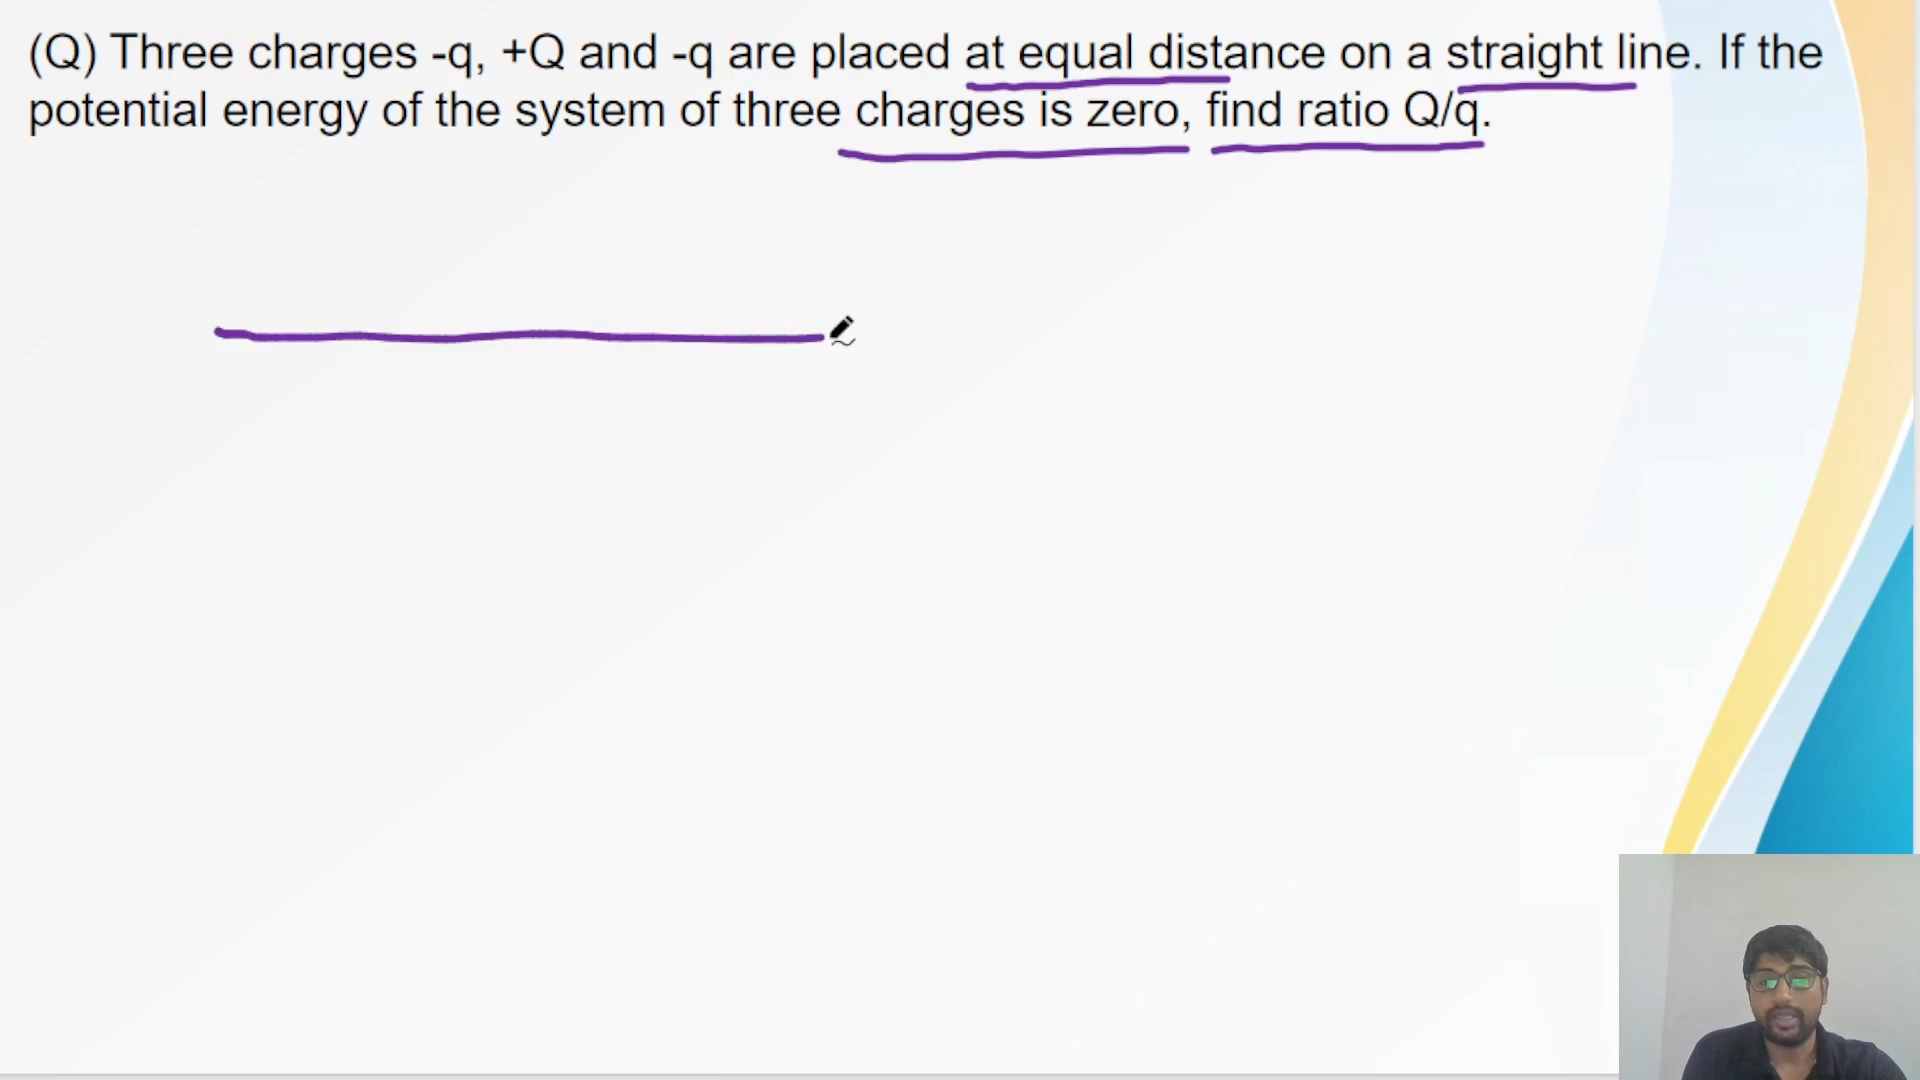 (Q) Three charges -q, +Q and -q are placed at equal distance on a straight line. If the
potential energy of the system of three charges is zero, find ratio Q/q.